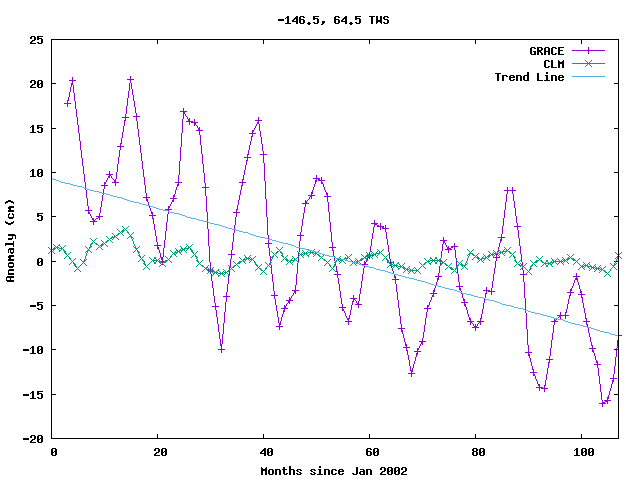 -146.5, 64.5 TWS
GRACE
CLM
Trend Line
Anomaly (cm)
25
20
15
10
5
0
-5
-10
-15
-20
0 20 40 60 80 100
Months since Jan 2002